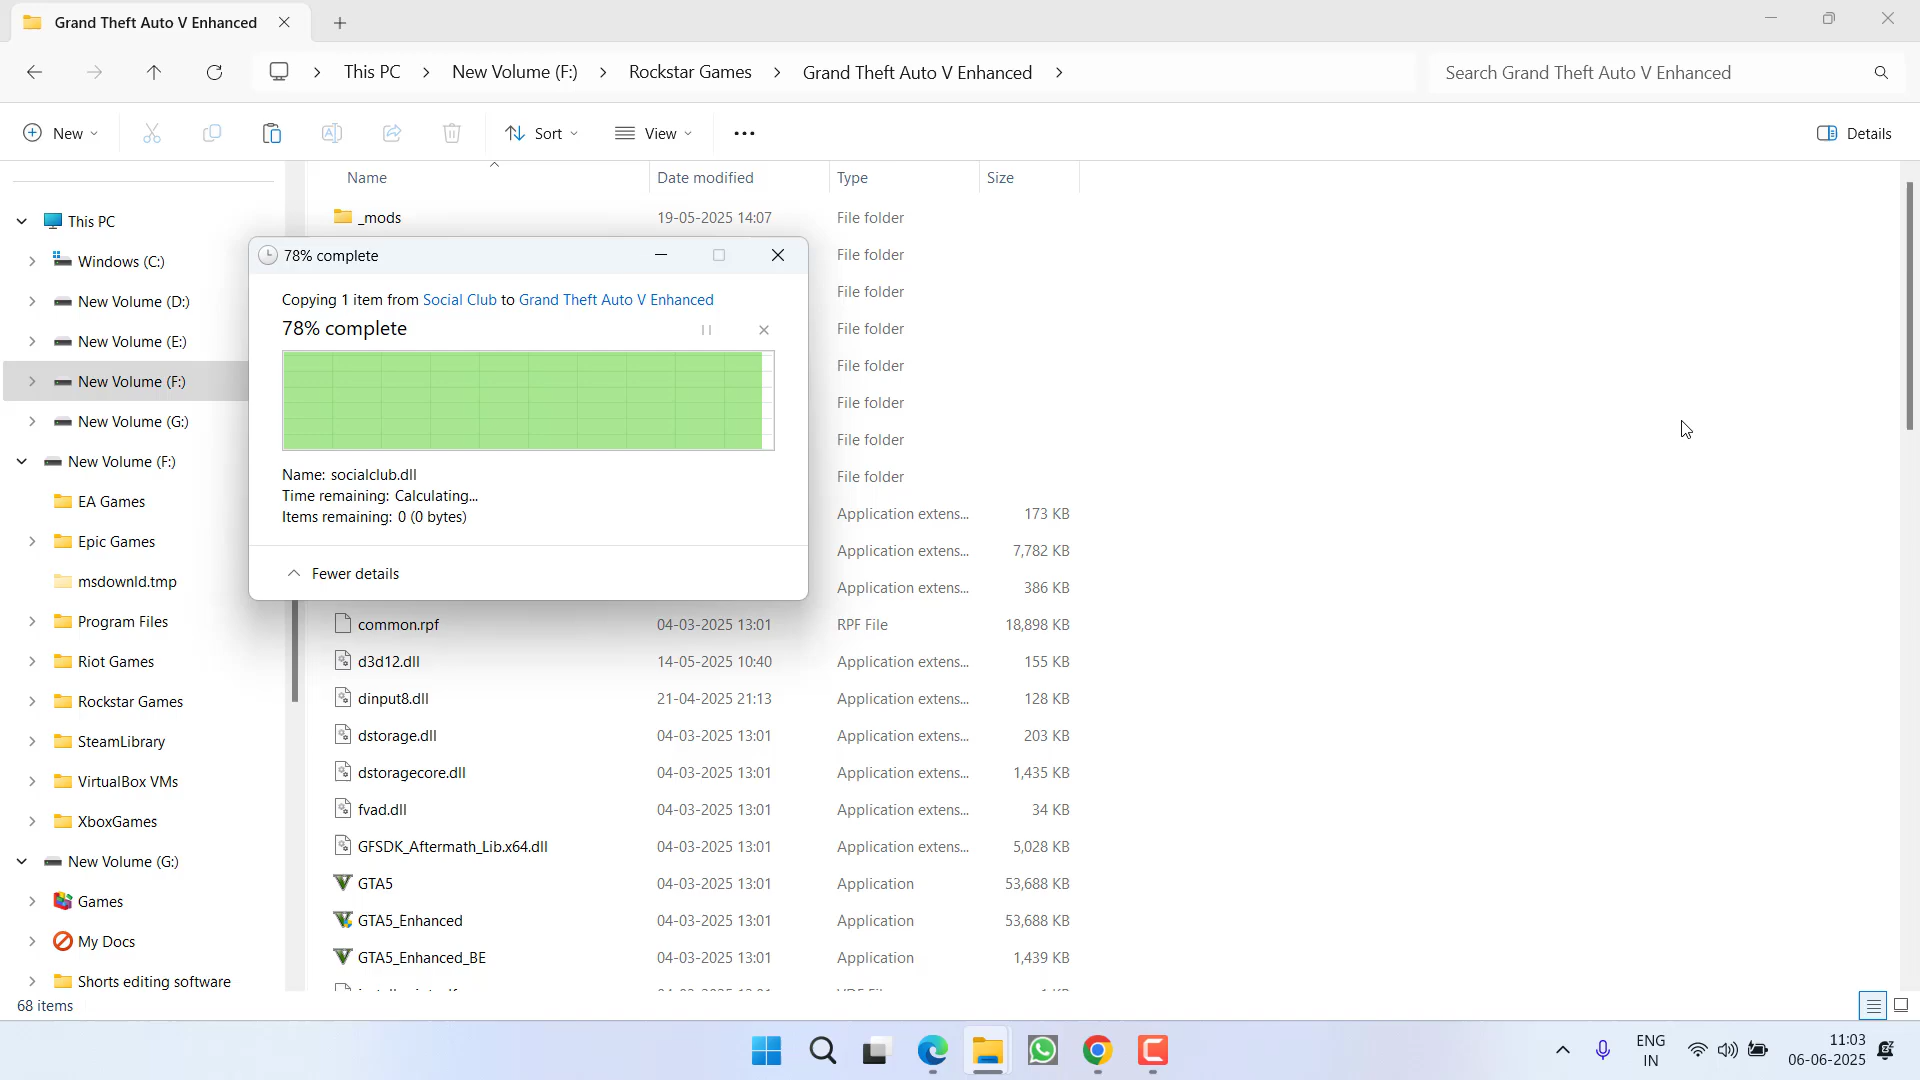 Grand Theft Auto V Enhanced
This PC > New Volume (F:) > Rockstar Games > Grand Theft Auto V Enhanced >
Search Grand Theft Auto V Enhanced
New
Sort
View
Details
Name
Date modified
Type
Size
_mods 19-05-2025 14:07 File folder
File folder
File folder
File folder
File folder
File folder
File folder
File folder
Application extens... 173 KB
Application extens... 7,782 KB
Application extens... 386 KB
common.rpf 04-03-2025 13:01 RPF File 18,898 KB
d3d12.dll 14-05-2025 10:40 Application extens... 155 KB
dinput8.dll 21-04-2025 21:13 Application extens... 128 KB
dstorage.dll 04-03-2025 13:01 Application extens... 203 KB
dstoragecore.dll 04-03-2025 13:01 Application extens... 1,435 KB
fvad.dll 04-03-2025 13:01 Application extens... 34 KB
GFSDK_Aftermath_Lib.x64.dll 04-03-2025 13:01 Application extens... 5,028 KB
GTA5 04-03-2025 13:01 Application 53,688 KB
GTA5_Enhanced 04-03-2025 13:01 Application 53,688 KB
GTA5_Enhanced_BE 04-03-2025 13:01 Application 1,439 KB
This PC
Windows (C:)
New Volume (D:)
New Volume (E:)
New Volume (F:)
New Volume (G:)
New Volume (F:)
EA Games
Epic Games
msdownld.tmp
Program Files
Riot Games
Rockstar Games
SteamLibrary
VirtualBox VMs
XboxGames
New Volume (G:)
Games
My Docs
Shorts editing software
78% complete
Copying 1 item from Social Club to Grand Theft Auto V Enhanced
78% complete
Name: socialclub.dll
Time remaining: Calculating...
Items remaining: 0 (0 bytes)
Fewer details
68 items
ENG
IN
11:03
06-06-2025